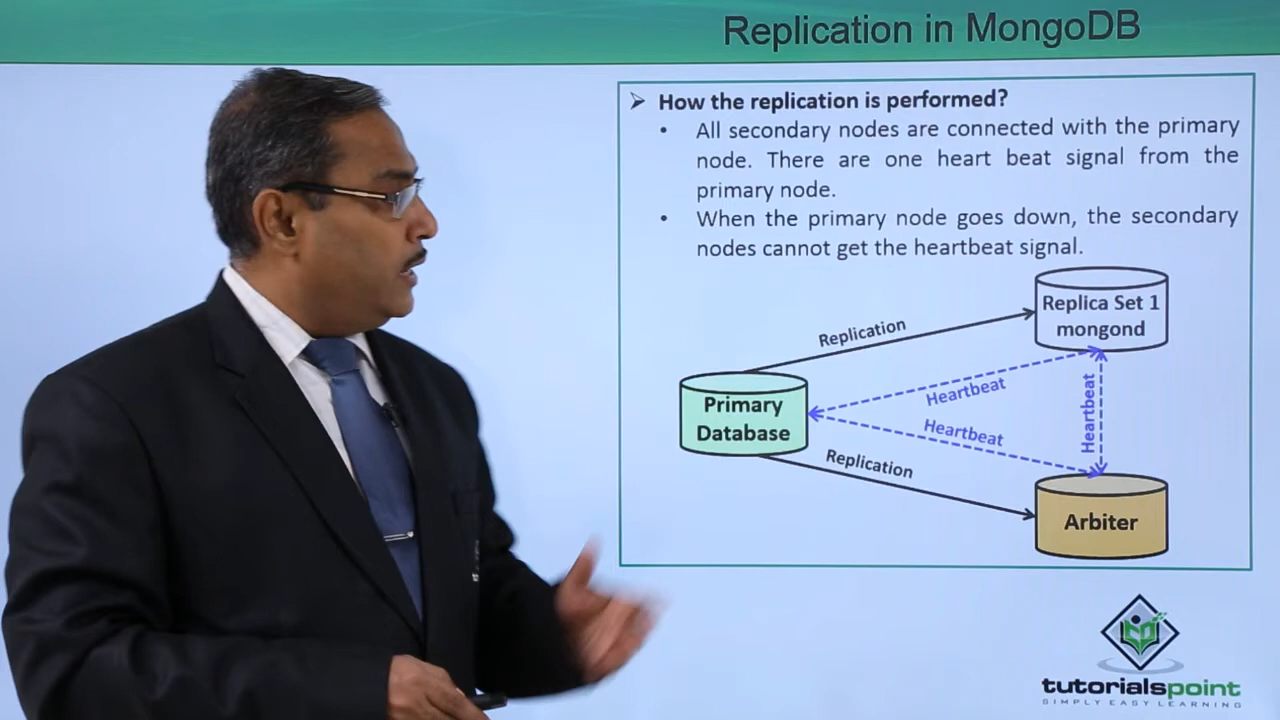 Replication in MongoDB
➢ How the replication is performed?
• All secondary nodes are connected with the primary
node. There are one heart beat signal from the
primary node.
• When the primary node goes down, the secondary
nodes cannot get the heartbeat signal.
Replica Set 1
mongond
Replication
Heartbeat
Primary
Database
Heartbeat
Heartbeat
Replication
Arbiter
tutorialspoint
SIMPLY EASY LEARNING